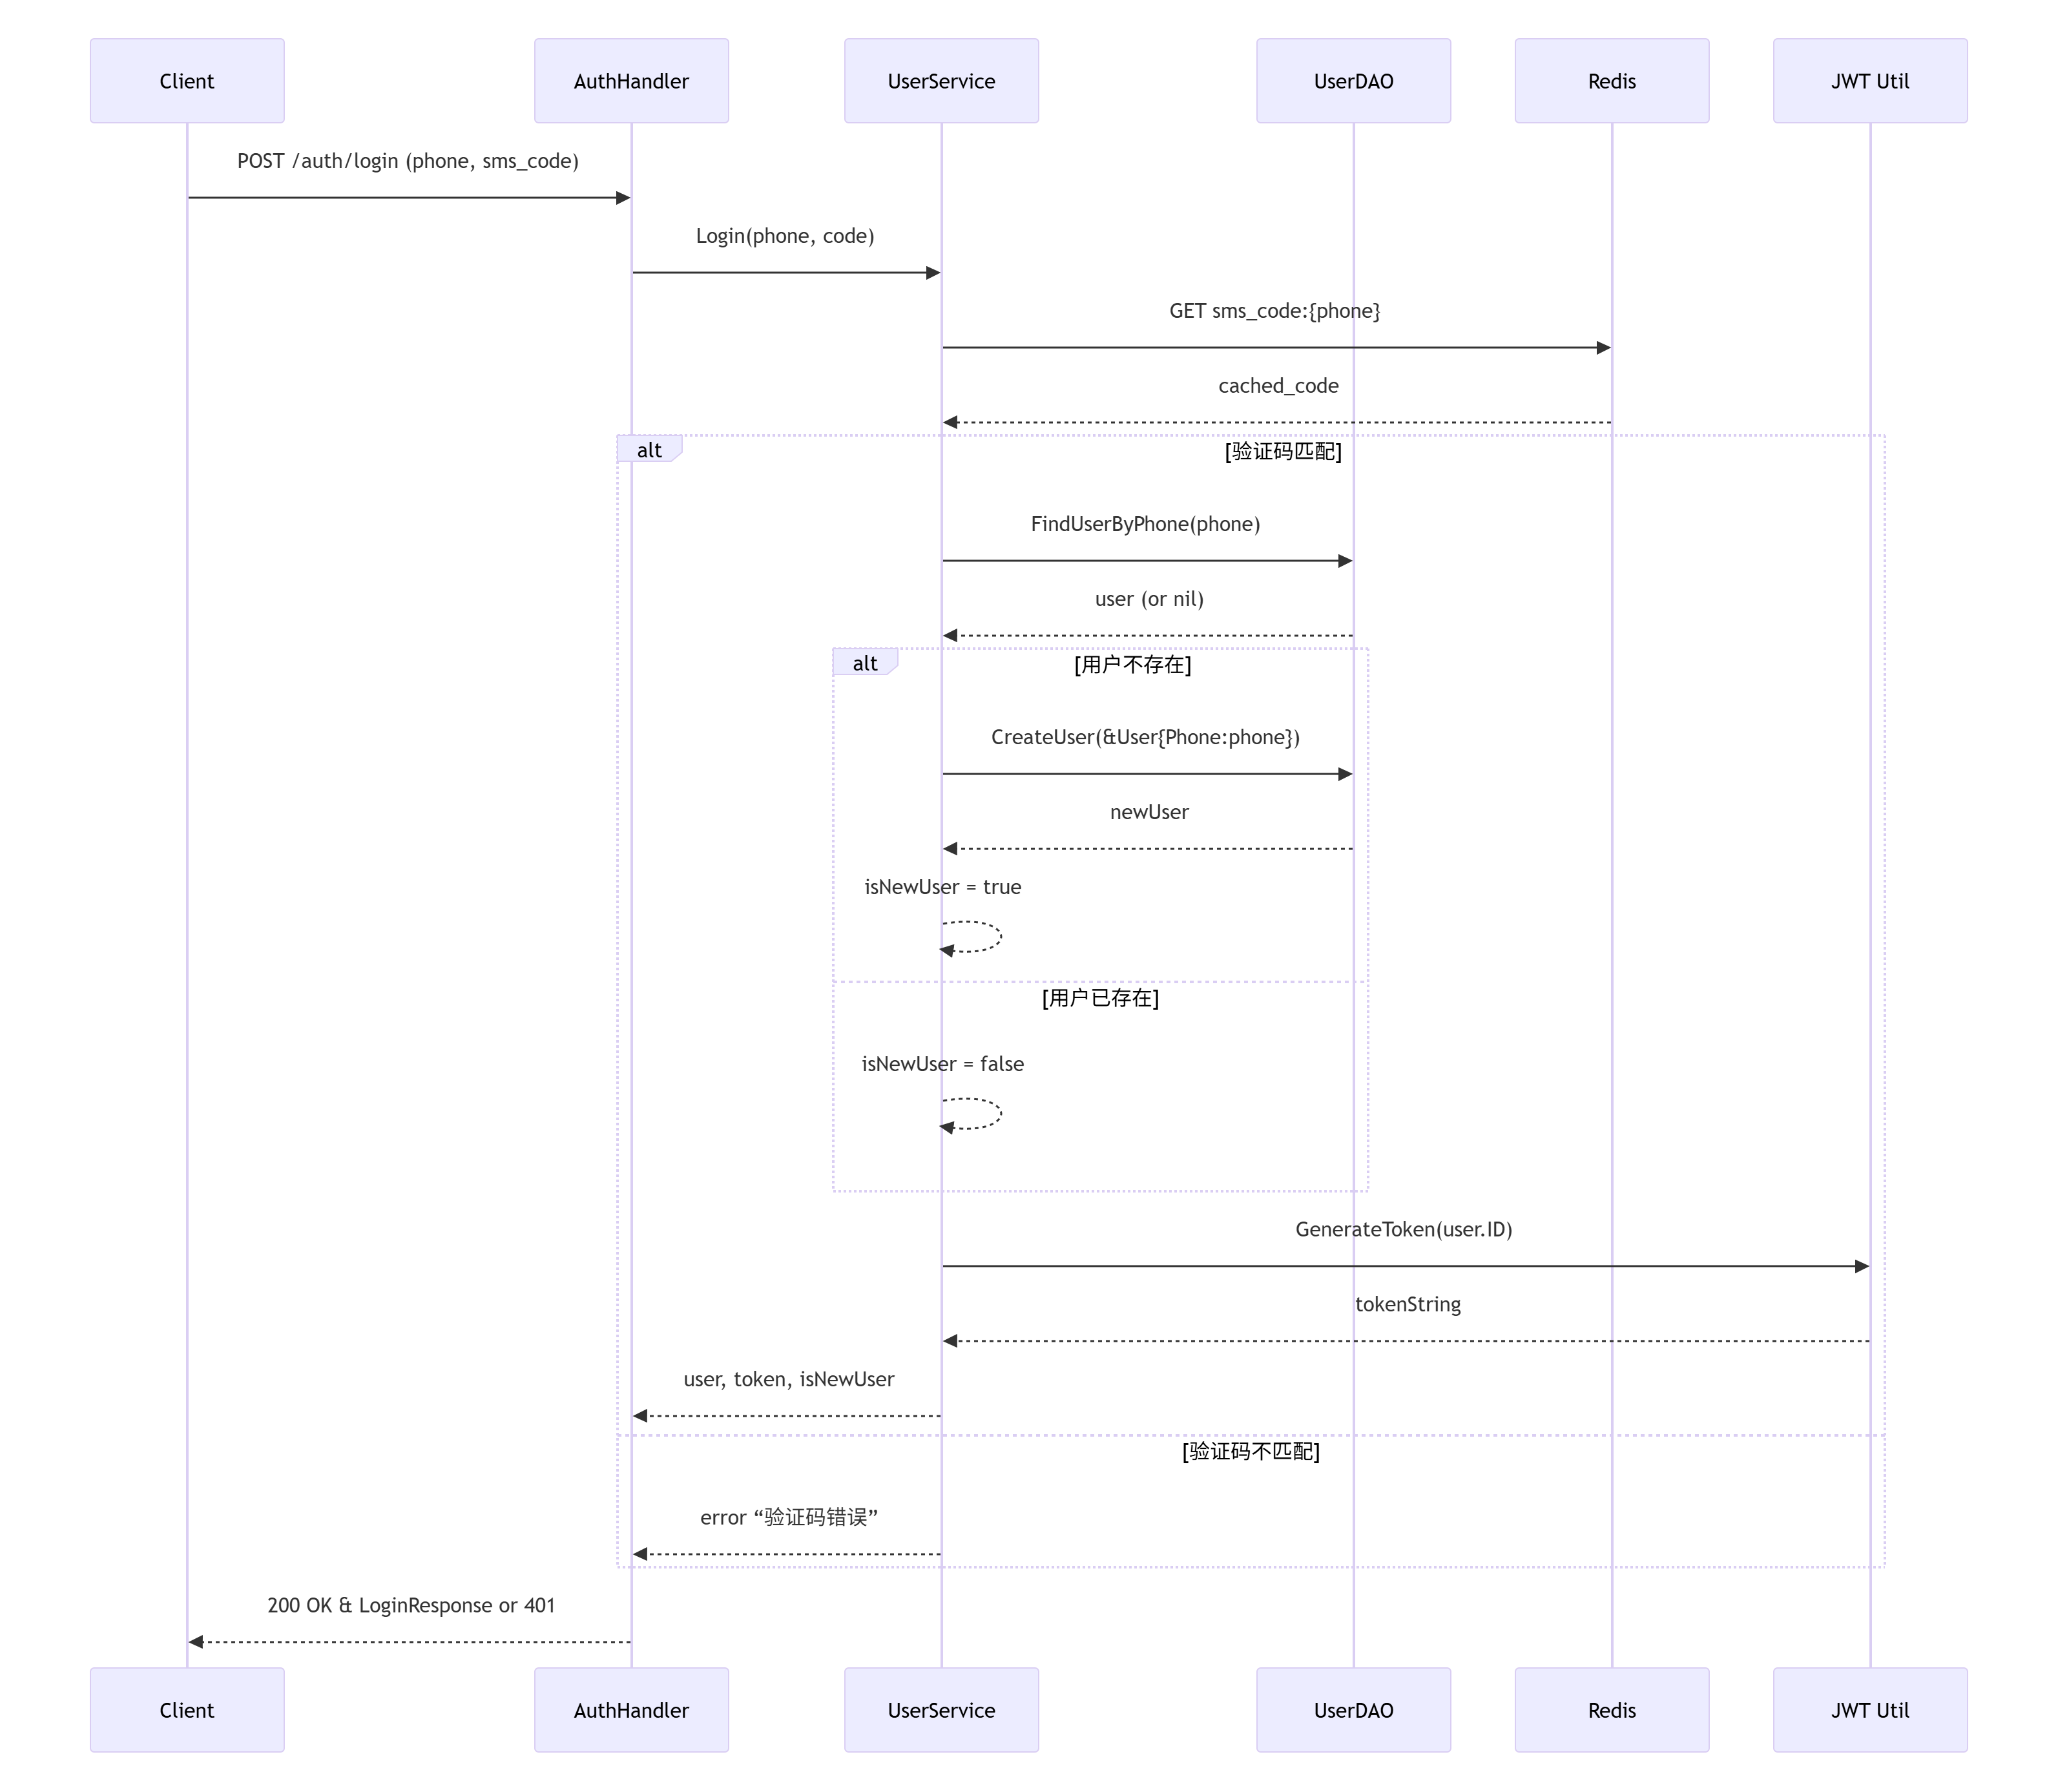 Client
AuthHandler
UserService
UserDAO
Redis
JWT Util
POST /auth/login (phone, sms_code)
Login(phone, code)
GET sms_code:{phone}
cached_code
alt
[验证码匹配]
FindUserByPhone(phone)
user (or nil)
alt
[用户不存在]
CreateUser(&User{Phone:phone})
newUser
isNewUser = true
[用户已存在]
isNewUser = false
GenerateToken(user.ID)
tokenString
user, token, isNewUser
[验证码不匹配]
error “验证码错误”
200 OK & LoginResponse or 401
Client
AuthHandler
UserService
UserDAO
Redis
JWT Util